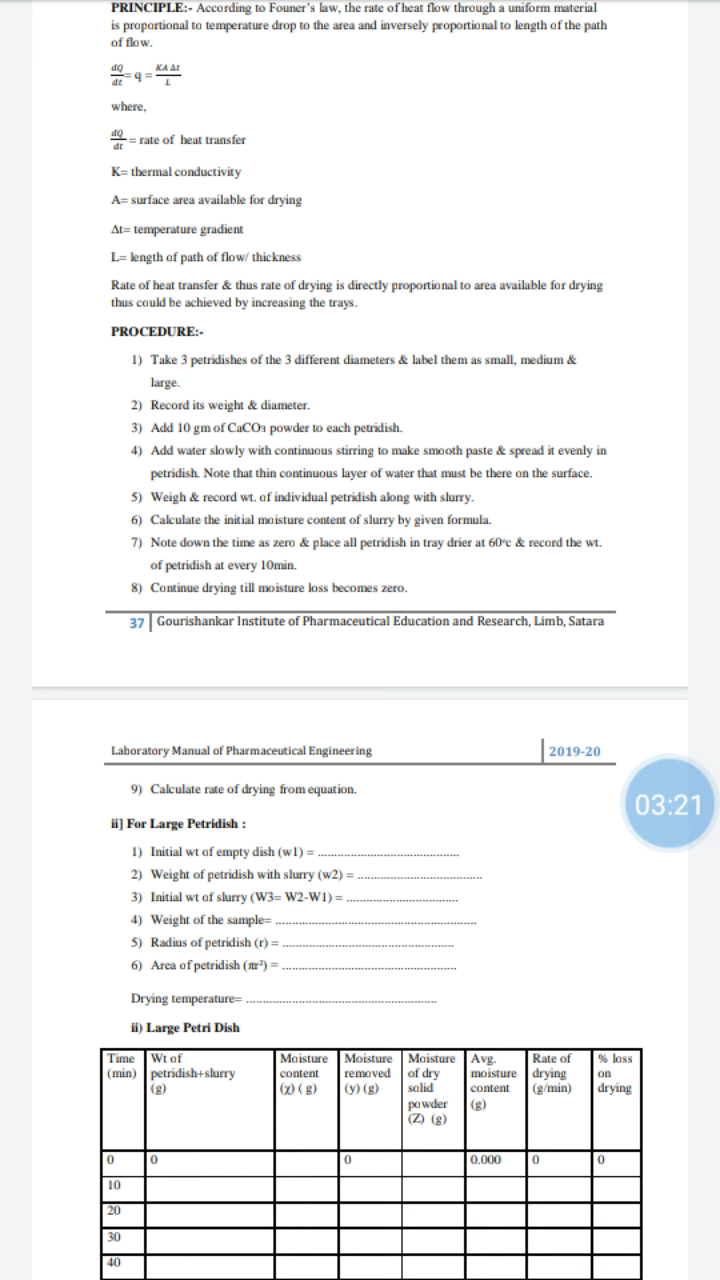 PRINCIPLE:- According to Founer's law, the rate of heat flow through a uniform material
is proportional to temperature drop to the area and inversely proportional to length of the path
of flow.
dQ/dt = q = KA Δt/L
where,
dQ/dt = rate of heat transfer
K= thermal conductivity
A= surface area available for drying
Δt= temperature gradient
L= length of path of flow/ thickness
Rate of heat transfer & thus rate of drying is directly proportional to area available for drying
thus could be achieved by increasing the trays.
PROCEDURE:-
1) Take 3 petridishes of the 3 different diameters & label them as small, medium &
large.
2) Record its weight & diameter.
3) Add 10 gm of CaCO3 powder to each petridish.
4) Add water slowly with continuous stirring to make smooth paste & spread it evenly in
petridish. Note that thin continuous layer of water that must be there on the surface.
5) Weigh & record wt. of individual petridish along with slurry.
6) Calculate the initial moisture content of slurry by given formula.
7) Note down the time as zero & place all petridish in tray drier at 60°c & record the wt.
of petridish at every 10min.
8) Continue drying till moisture loss becomes zero.
37 Gourishankar Institute of Pharmaceutical Education and Research, Limb, Satara
Laboratory Manual of Pharmaceutical Engineering 2019-20
9) Calculate rate of drying from equation.
03:21
ii] For Large Petridish :
1) Initial wt of empty dish (w1) = ............................................
2) Weight of petridish with slurry (w2) = .......................................
3) Initial wt of slurry (W3= W2-W1) = ...................................
4) Weight of the sample= ...............................................................
5) Radius of petridish (r) = ......................................................
6) Area of petridish (πr²) = ......................................................
Drying temperature= ...........................................................
ii) Large Petri Dish
Time Wt of Moisture Moisture Moisture Avg. Rate of % loss
(min) petridish+slurry content removed of dry moisture drying on
(g) (χ) ( g) (y) (g) solid content (g/min) drying
powder (g)
(Z) (g)
0 0 0 0.000 0 0
10
20
30
40